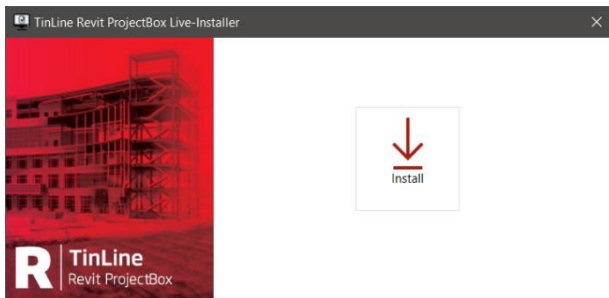 TinLine Revit ProjectBox Live-Installer
Install
R
TinLine
Revit ProjectBox